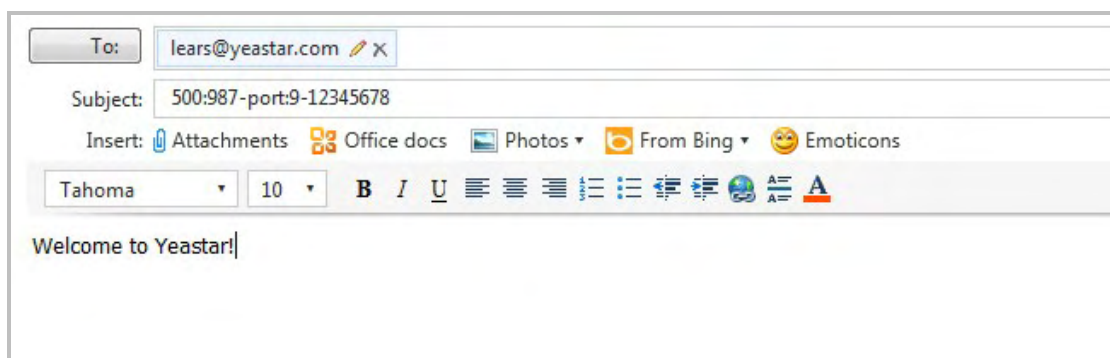 To: lears@yeastar.com
Subject: 500:987-port:9-12345678
Insert: Attachments Office docs Photos From Bing Emoticons
Tahoma 10 B I U A
Welcome to Yeastar!